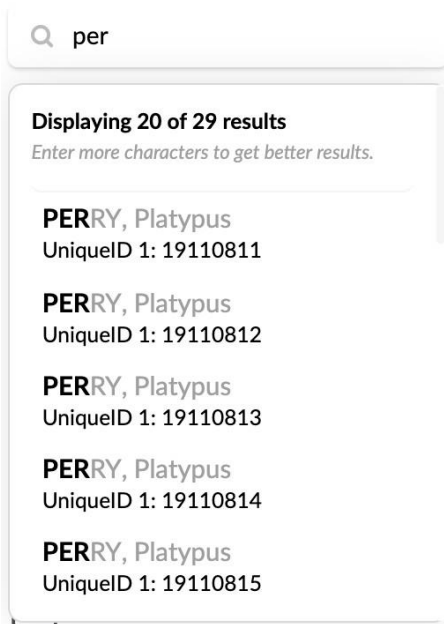 per
Displaying 20 of 29 results
Enter more characters to get better results.
PERRY, Platypus
UniqueID 1: 19110811
PERRY, Platypus
UniqueID 1: 19110812
PERRY, Platypus
UniqueID 1: 19110813
PERRY, Platypus
UniqueID 1: 19110814
PERRY, Platypus
UniqueID 1: 19110815